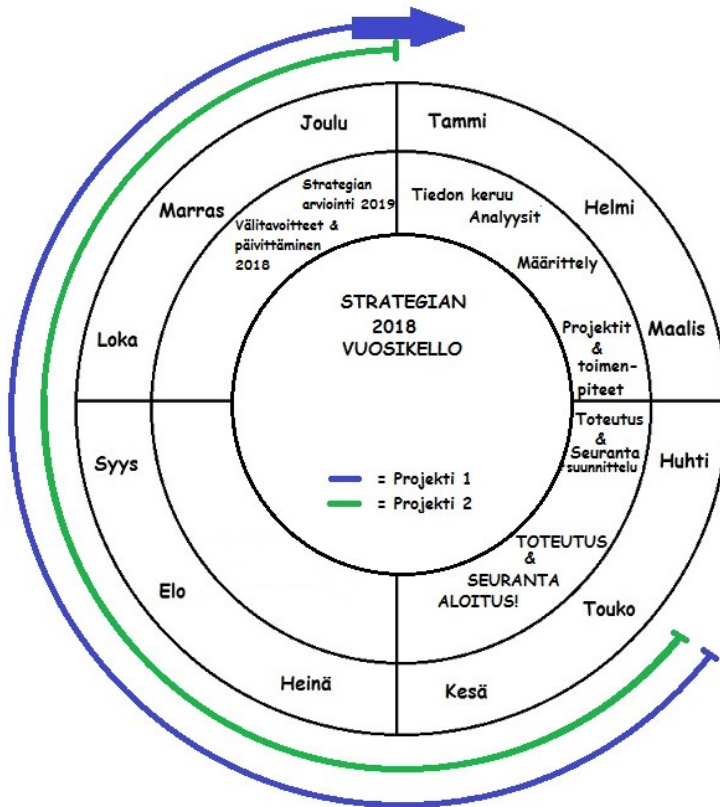 Joulu
Tammi
Marras
Helmi
Loka
Maalis
Syys
Huhti
Elo
Touko
Heinä
Kesä
Strategian
arviointi 2019
Välitavoitteet &
päivittäminen
2018
Tiedon keruu
Analyysit
Määrittely
Projektit
&
toimen-
piteet
Toteutus
&
Seuranta
suunnittelu
TOTEUTUS
&
SEURANTA
ALOITUS!
STRATEGIAN
2018
VUOSIKELLO
= Projekti 1
= Projekti 2